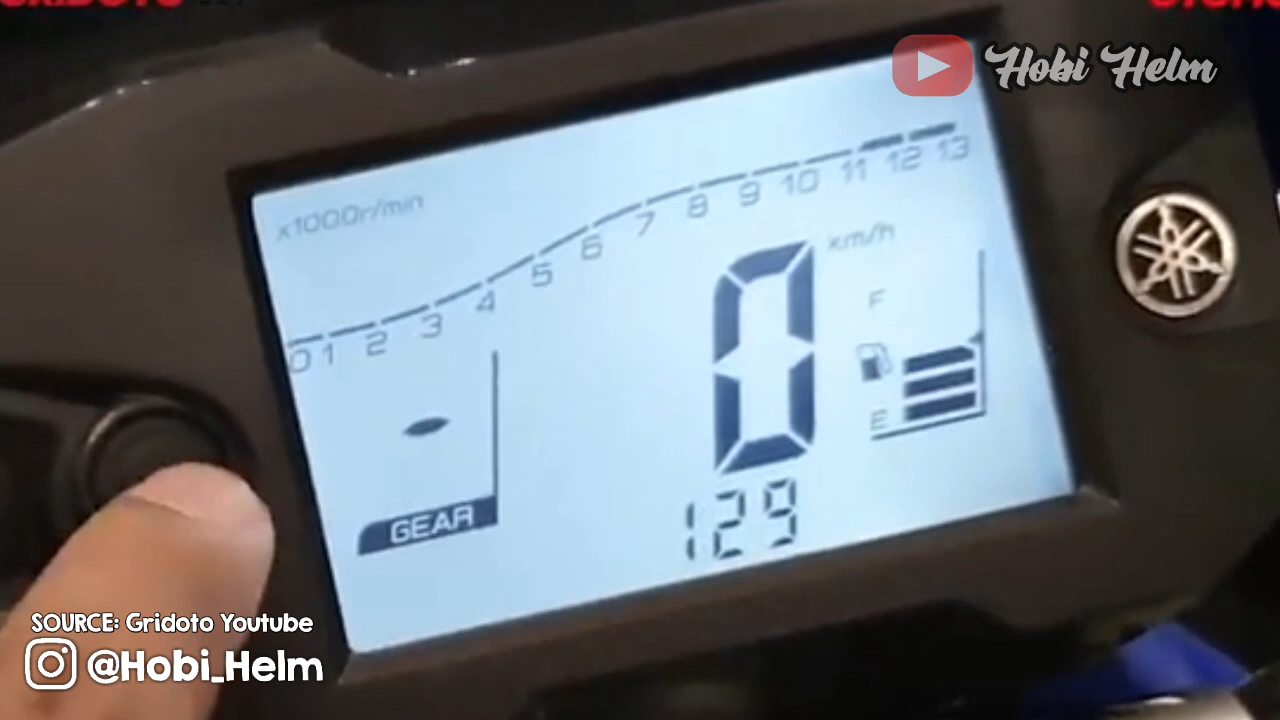 Hobi Helm
x1000r/min
0 1 2 3 4 5 6 7 8 9 10 11 12 13
km/h
0
F
E
GEAR
129
SOURCE: Gridoto Youtube
@Hobi_Helm